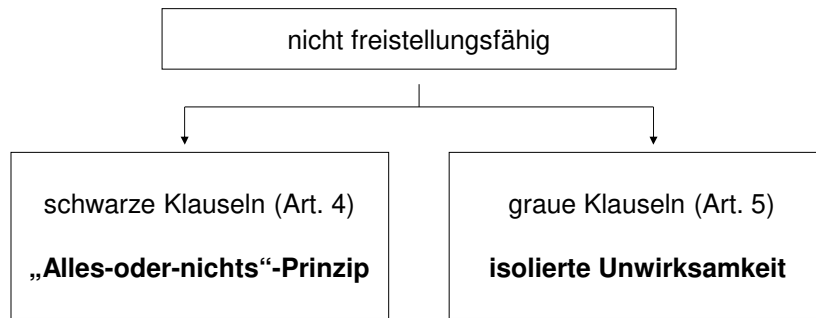 nicht freistellungsfähig
schwarze Klauseln (Art. 4)
„Alles-oder-nichts“-Prinzip
graue Klauseln (Art. 5)
isolierte Unwirksamkeit